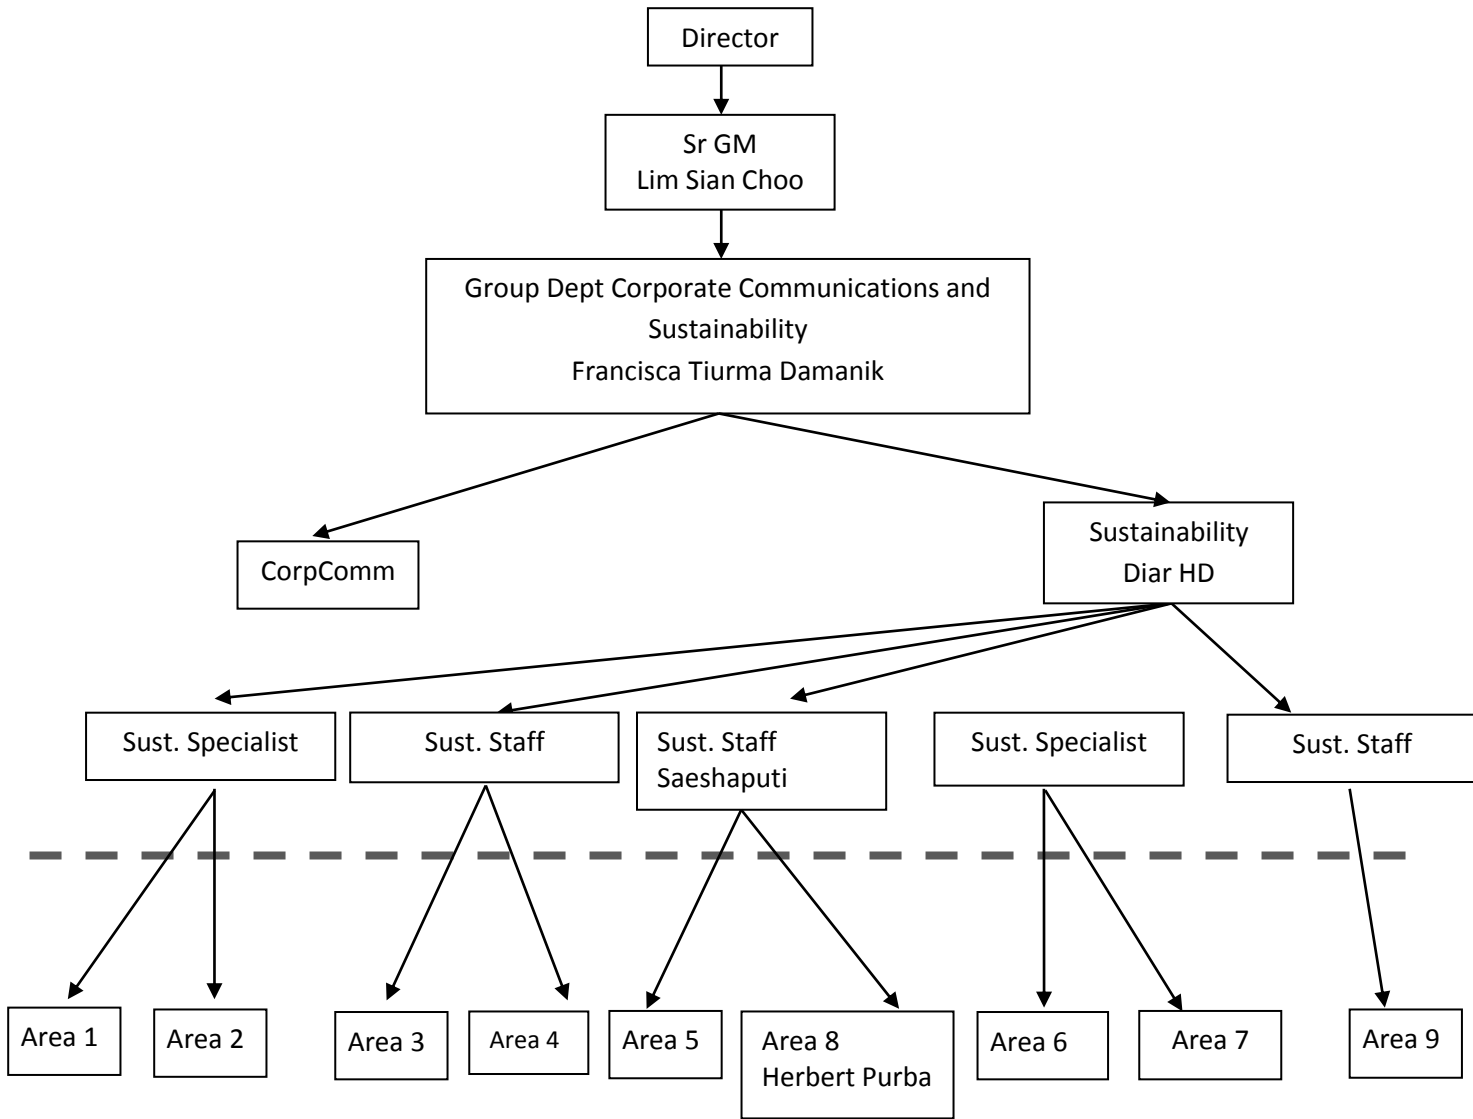 Director
Sr GM
Lim Sian Choo
Group Dept Corporate Communications and
Sustainability
Francisca Tiurma Damanik
CorpComm
Sustainability
Diar HD
Sust. Specialist
Sust. Staff
Sust. Staff
Saeshaputi
Sust. Specialist
Sust. Staff
Area 1
Area 2
Area 3
Area 4
Area 5
Area 8
Herbert Purba
Area 6
Area 7
Area 9